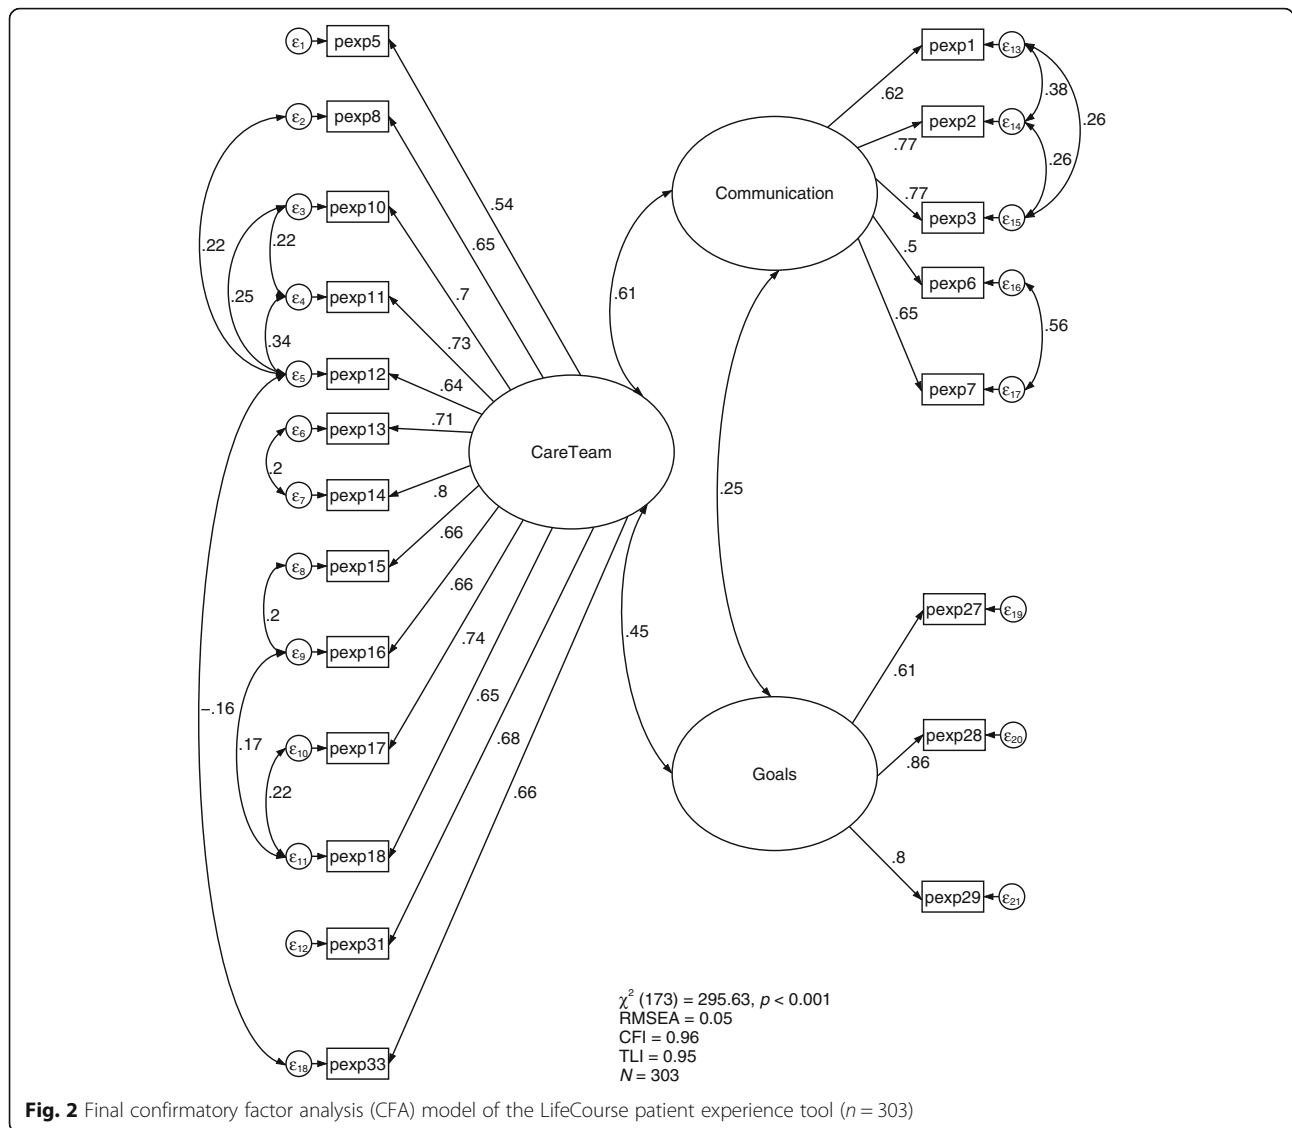 ε1 pexp5
ε2 pexp8
ε3 pexp10
ε4 pexp11
ε5 pexp12
ε6 pexp13
ε7 pexp14
ε8 pexp15
ε9 pexp16
ε10 pexp17
ε11 pexp18
ε12 pexp31
ε18 pexp33
.22
.25
.22
.34
.2
.2
–.16
.17
.22
.54
.65
.7
.73
.64
.71
.8
.66
.66
.74
.65
.68
.66
CareTeam
.61
.45
.25
Communication
.62
.77
.77
.5
.65
pexp1 ε13
pexp2 ε14
pexp3 ε15
pexp6 ε16
pexp7 ε17
.38
.26
.26
.56
Goals
.61
.86
.8
pexp27 ε19
pexp28 ε20
pexp29 ε21
χ² (173) = 295.63, p < 0.001
RMSEA = 0.05
CFI = 0.96
TLI = 0.95
N = 303
Fig. 2 Final confirmatory factor analysis (CFA) model of the LifeCourse patient experience tool (n = 303)